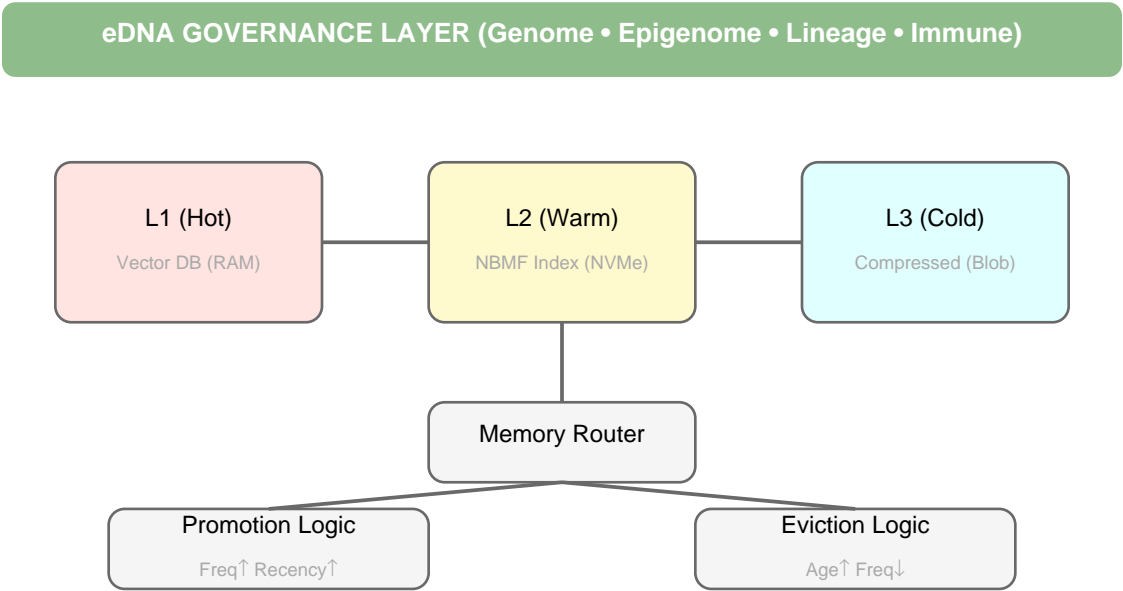 eDNA GOVERNANCE LAYER (Genome • Epigenome • Lineage • Immune)
L1 (Hot)
Vector DB (RAM)
L2 (Warm)
NBMF Index (NVMe)
L3 (Cold)
Compressed (Blob)
Memory Router
Promotion Logic
Freq↑ Recency↑
Eviction Logic
Age↑ Freq↓